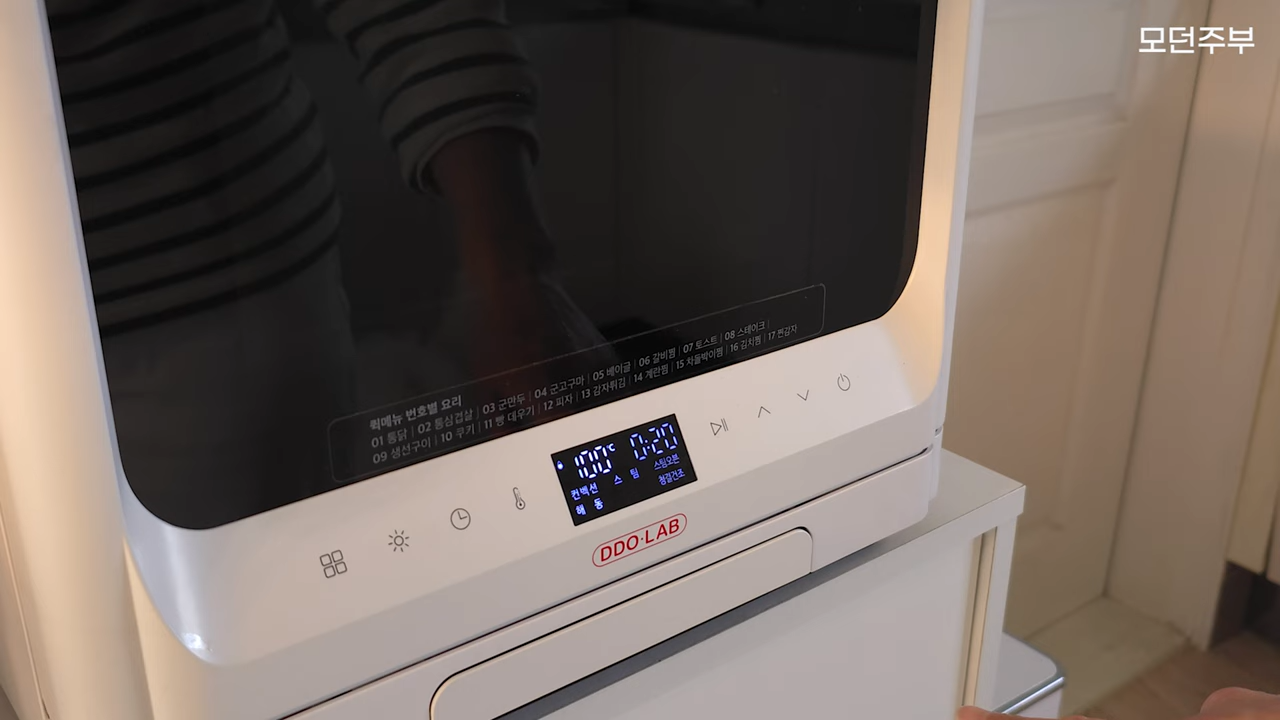 모던주부
퀵메뉴 번호별 요리
01 통닭 | 02 통삼겹살 | 03 군만두 | 04 군고구마 | 05 베이글 | 06 갈비찜 | 07 토스트 | 08 스테이크 |
09 생선구이 | 10 쿠키 | 11 빵 데우기 | 12 피자 | 13 감자튀김 | 14 계란찜 | 15 차돌박이찜 | 16 김치찜 | 17 찐감자
100°C 0:20
컨벡션 스 팀 스팀오븐
해 동 청결건조
DDO·LAB